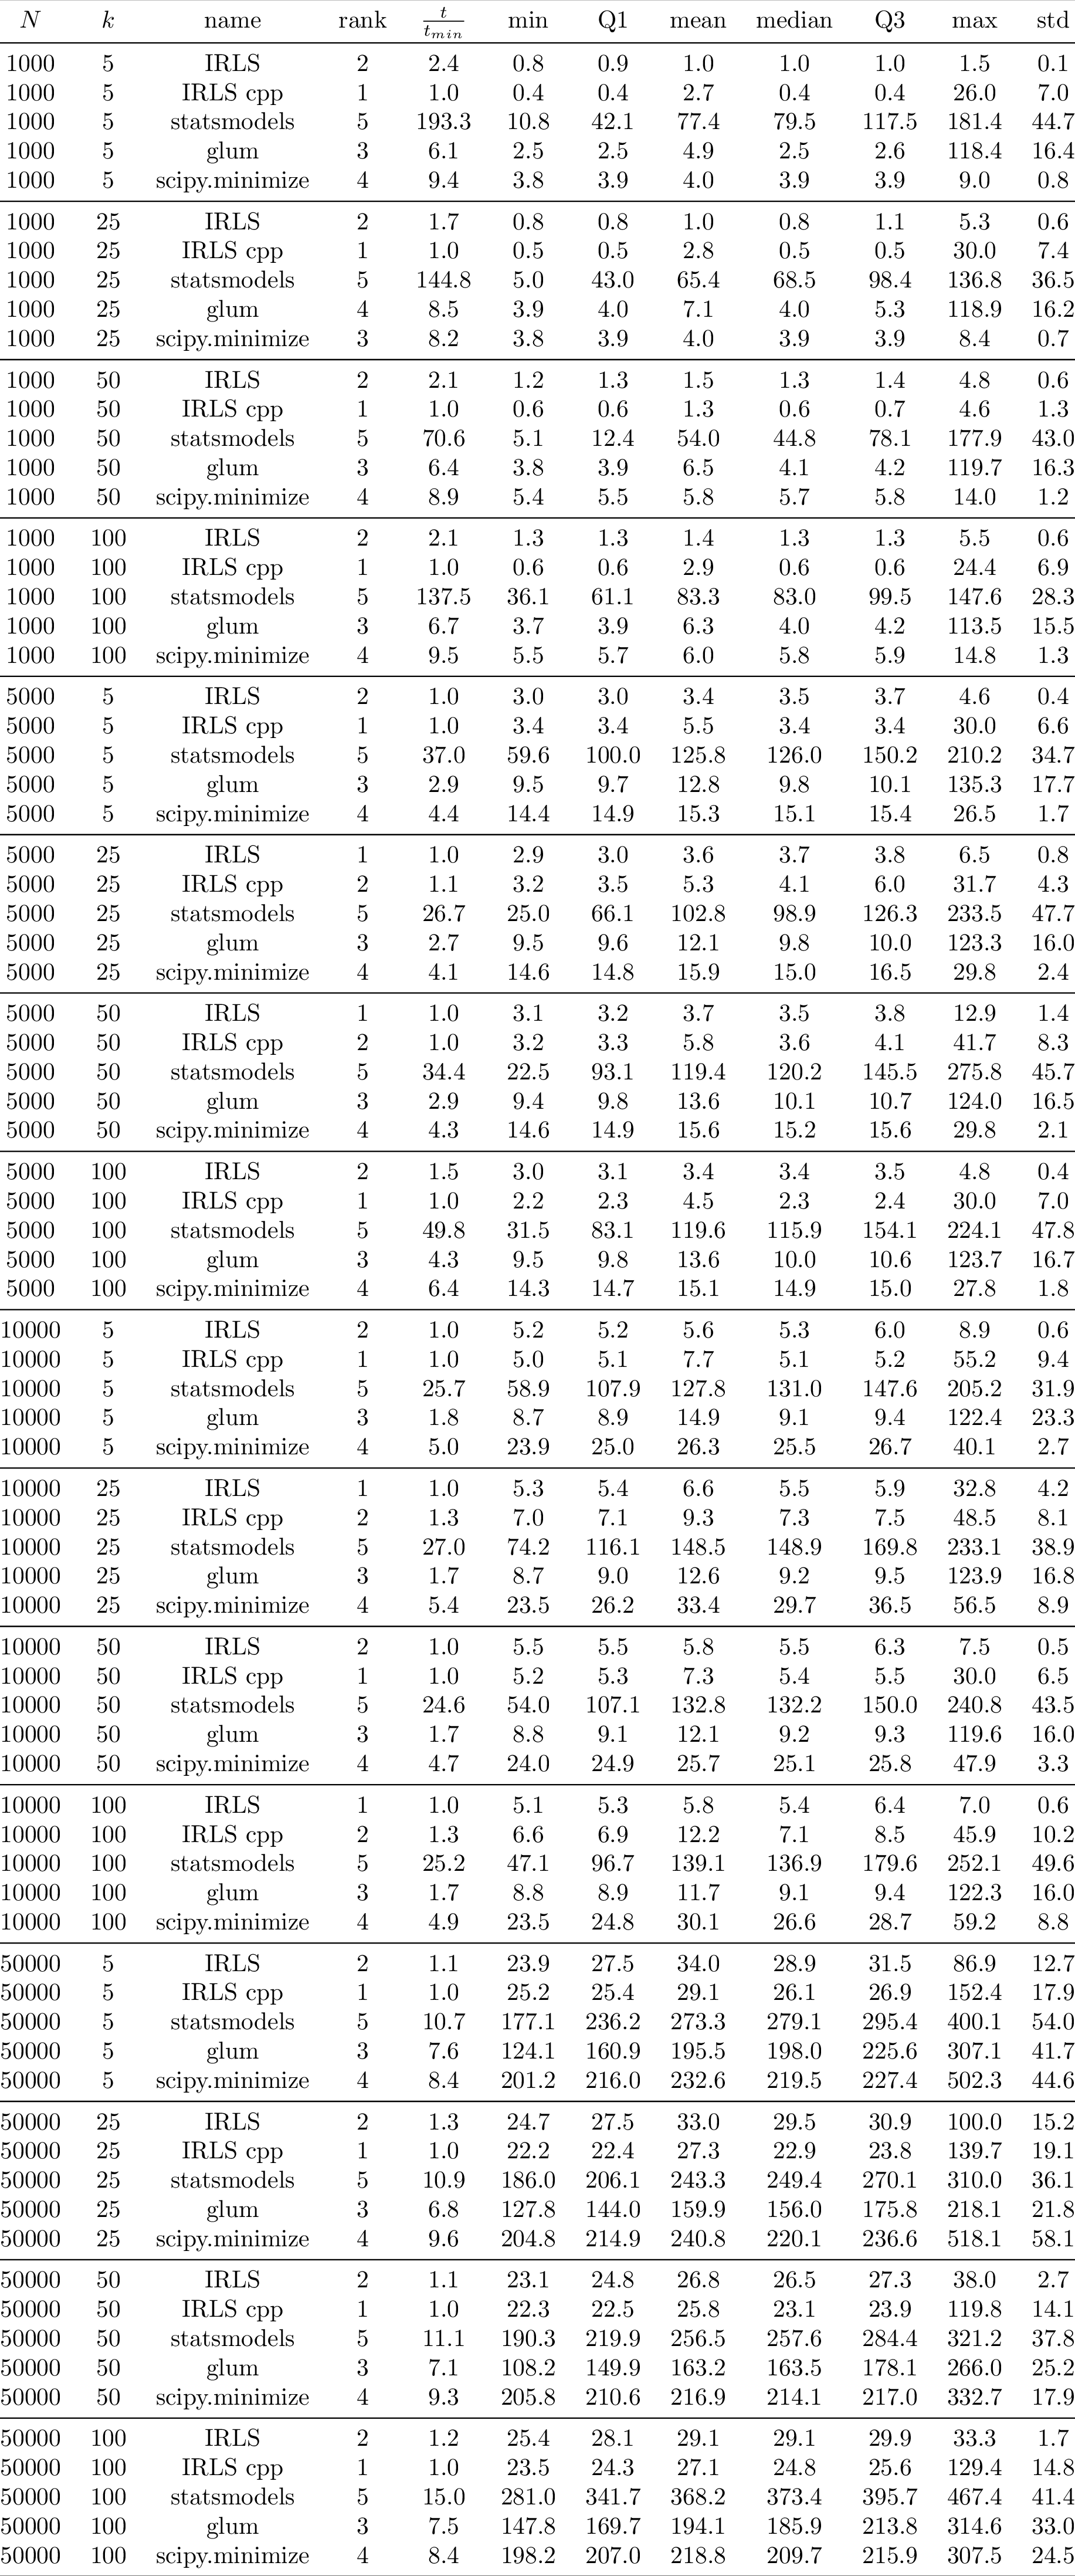 N k name rank t/t_min min Q1 mean median Q3 max std
1000 5 IRLS 2 2.4 0.8 0.9 1.0 1.0 1.0 1.5 0.1
1000 5 IRLS cpp 1 1.0 0.4 0.4 2.7 0.4 0.4 26.0 7.0
1000 5 statsmodels 5 193.3 10.8 42.1 77.4 79.5 117.5 181.4 44.7
1000 5 glum 3 6.1 2.5 2.5 4.9 2.5 2.6 118.4 16.4
1000 5 scipy.minimize 4 9.4 3.8 3.9 4.0 3.9 3.9 9.0 0.8
1000 25 IRLS 2 1.7 0.8 0.8 1.0 0.8 1.1 5.3 0.6
1000 25 IRLS cpp 1 1.0 0.5 0.5 2.8 0.5 0.5 30.0 7.4
1000 25 statsmodels 5 144.8 5.0 43.0 65.4 68.5 98.4 136.8 36.5
1000 25 glum 4 8.5 3.9 4.0 7.1 4.0 5.3 118.9 16.2
1000 25 scipy.minimize 3 8.2 3.8 3.9 4.0 3.9 3.9 8.4 0.7
1000 50 IRLS 2 2.1 1.2 1.3 1.5 1.3 1.4 4.8 0.6
1000 50 IRLS cpp 1 1.0 0.6 0.6 1.3 0.6 0.7 4.6 1.3
1000 50 statsmodels 5 70.6 5.1 12.4 54.0 44.8 78.1 177.9 43.0
1000 50 glum 3 6.4 3.8 3.9 6.5 4.1 4.2 119.7 16.3
1000 50 scipy.minimize 4 8.9 5.4 5.5 5.8 5.7 5.8 14.0 1.2
1000 100 IRLS 2 2.1 1.3 1.3 1.4 1.3 1.3 5.5 0.6
1000 100 IRLS cpp 1 1.0 0.6 0.6 2.9 0.6 0.6 24.4 6.9
1000 100 statsmodels 5 137.5 36.1 61.1 83.3 83.0 99.5 147.6 28.3
1000 100 glum 3 6.7 3.7 3.9 6.3 4.0 4.2 113.5 15.5
1000 100 scipy.minimize 4 9.5 5.5 5.7 6.0 5.8 5.9 14.8 1.3
5000 5 IRLS 2 1.0 3.0 3.0 3.4 3.5 3.7 4.6 0.4
5000 5 IRLS cpp 1 1.0 3.4 3.4 5.5 3.4 3.4 30.0 6.6
5000 5 statsmodels 5 37.0 59.6 100.0 125.8 126.0 150.2 210.2 34.7
5000 5 glum 3 2.9 9.5 9.7 12.8 9.8 10.1 135.3 17.7
5000 5 scipy.minimize 4 4.4 14.4 14.9 15.3 15.1 15.4 26.5 1.7
5000 25 IRLS 1 1.0 2.9 3.0 3.6 3.7 3.8 6.5 0.8
5000 25 IRLS cpp 2 1.1 3.2 3.5 5.3 4.1 6.0 31.7 4.3
5000 25 statsmodels 5 26.7 25.0 66.1 102.8 98.9 126.3 233.5 47.7
5000 25 glum 3 2.7 9.5 9.6 12.1 9.8 10.0 123.3 16.0
5000 25 scipy.minimize 4 4.1 14.6 14.8 15.9 15.0 16.5 29.8 2.4
5000 50 IRLS 1 1.0 3.1 3.2 3.7 3.5 3.8 12.9 1.4
5000 50 IRLS cpp 2 1.0 3.2 3.3 5.8 3.6 4.1 41.7 8.3
5000 50 statsmodels 5 34.4 22.5 93.1 119.4 120.2 145.5 275.8 45.7
5000 50 glum 3 2.9 9.4 9.8 13.6 10.1 10.7 124.0 16.5
5000 50 scipy.minimize 4 4.3 14.6 14.9 15.6 15.2 15.6 29.8 2.1
5000 100 IRLS 2 1.5 3.0 3.1 3.4 3.4 3.5 4.8 0.4
5000 100 IRLS cpp 1 1.0 2.2 2.3 4.5 2.3 2.4 30.0 7.0
5000 100 statsmodels 5 49.8 31.5 83.1 119.6 115.9 154.1 224.1 47.8
5000 100 glum 3 4.3 9.5 9.8 13.6 10.0 10.6 123.7 16.7
5000 100 scipy.minimize 4 6.4 14.3 14.7 15.1 14.9 15.0 27.8 1.8
10000 5 IRLS 2 1.0 5.2 5.2 5.6 5.3 6.0 8.9 0.6
10000 5 IRLS cpp 1 1.0 5.0 5.1 7.7 5.1 5.2 55.2 9.4
10000 5 statsmodels 5 25.7 58.9 107.9 127.8 131.0 147.6 205.2 31.9
10000 5 glum 3 1.8 8.7 8.9 14.9 9.1 9.4 122.4 23.3
10000 5 scipy.minimize 4 5.0 23.9 25.0 26.3 25.5 26.7 40.1 2.7
10000 25 IRLS 1 1.0 5.3 5.4 6.6 5.5 5.9 32.8 4.2
10000 25 IRLS cpp 2 1.3 7.0 7.1 9.3 7.3 7.5 48.5 8.1
10000 25 statsmodels 5 27.0 74.2 116.1 148.5 148.9 169.8 233.1 38.9
10000 25 glum 3 1.7 8.7 9.0 12.6 9.2 9.5 123.9 16.8
10000 25 scipy.minimize 4 5.4 23.5 26.2 33.4 29.7 36.5 56.5 8.9
10000 50 IRLS 2 1.0 5.5 5.5 5.8 5.5 6.3 7.5 0.5
10000 50 IRLS cpp 1 1.0 5.2 5.3 7.3 5.4 5.5 30.0 6.5
10000 50 statsmodels 5 24.6 54.0 107.1 132.8 132.2 150.0 240.8 43.5
10000 50 glum 3 1.7 8.8 9.1 12.1 9.2 9.3 119.6 16.0
10000 50 scipy.minimize 4 4.7 24.0 24.9 25.7 25.1 25.8 47.9 3.3
10000 100 IRLS 1 1.0 5.1 5.3 5.8 5.4 6.4 7.0 0.6
10000 100 IRLS cpp 2 1.3 6.6 6.9 12.2 7.1 8.5 45.9 10.2
10000 100 statsmodels 5 25.2 47.1 96.7 139.1 136.9 179.6 252.1 49.6
10000 100 glum 3 1.7 8.8 8.9 11.7 9.1 9.4 122.3 16.0
10000 100 scipy.minimize 4 4.9 23.5 24.8 30.1 26.6 28.7 59.2 8.8
50000 5 IRLS 2 1.1 23.9 27.5 34.0 28.9 31.5 86.9 12.7
50000 5 IRLS cpp 1 1.0 25.2 25.4 29.1 26.1 26.9 152.4 17.9
50000 5 statsmodels 5 10.7 177.1 236.2 273.3 279.1 295.4 400.1 54.0
50000 5 glum 3 7.6 124.1 160.9 195.5 198.0 225.6 307.1 41.7
50000 5 scipy.minimize 4 8.4 201.2 216.0 232.6 219.5 227.4 502.3 44.6
50000 25 IRLS 2 1.3 24.7 27.5 33.0 29.5 30.9 100.0 15.2
50000 25 IRLS cpp 1 1.0 22.2 22.4 27.3 22.9 23.8 139.7 19.1
50000 25 statsmodels 5 10.9 186.0 206.1 243.3 249.4 270.1 310.0 36.1
50000 25 glum 3 6.8 127.8 144.0 159.9 156.0 175.8 218.1 21.8
50000 25 scipy.minimize 4 9.6 204.8 214.9 240.8 220.1 236.6 518.1 58.1
50000 50 IRLS 2 1.1 23.1 24.8 26.8 26.5 27.3 38.0 2.7
50000 50 IRLS cpp 1 1.0 22.3 22.5 25.8 23.1 23.9 119.8 14.1
50000 50 statsmodels 5 11.1 190.3 219.9 256.5 257.6 284.4 321.2 37.8
50000 50 glum 3 7.1 108.2 149.9 163.2 163.5 178.1 266.0 25.2
50000 50 scipy.minimize 4 9.3 205.8 210.6 216.9 214.1 217.0 332.7 17.9
50000 100 IRLS 2 1.2 25.4 28.1 29.1 29.1 29.9 33.3 1.7
50000 100 IRLS cpp 1 1.0 23.5 24.3 27.1 24.8 25.6 129.4 14.8
50000 100 statsmodels 5 15.0 281.0 341.7 368.2 373.4 395.7 467.4 41.4
50000 100 glum 3 7.5 147.8 169.7 194.1 185.9 213.8 314.6 33.0
50000 100 scipy.minimize 4 8.4 198.2 207.0 218.8 209.7 215.9 307.5 24.5